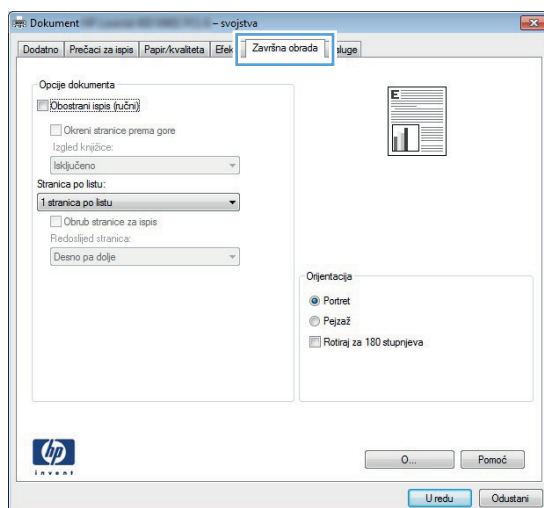 Dokument – svojstva
Dodatno Prečaci za ispis Papir/kvaliteta Efek Završna obrada sluge
Opcije dokumenta
Obostrani ispis (ručni)
Okreni stranice prema gore
Izgled knjižice:
Isključeno
Stranica po listu:
1 stranica po listu
Obrub stranice za ispis
Redoslijed stranica:
Desno pa dolje
E
Orijentacija
Portret
Pejzaž
Rotiraj za 180 stupnjeva
hp
invent
O... Pomoć
U redu Odustani